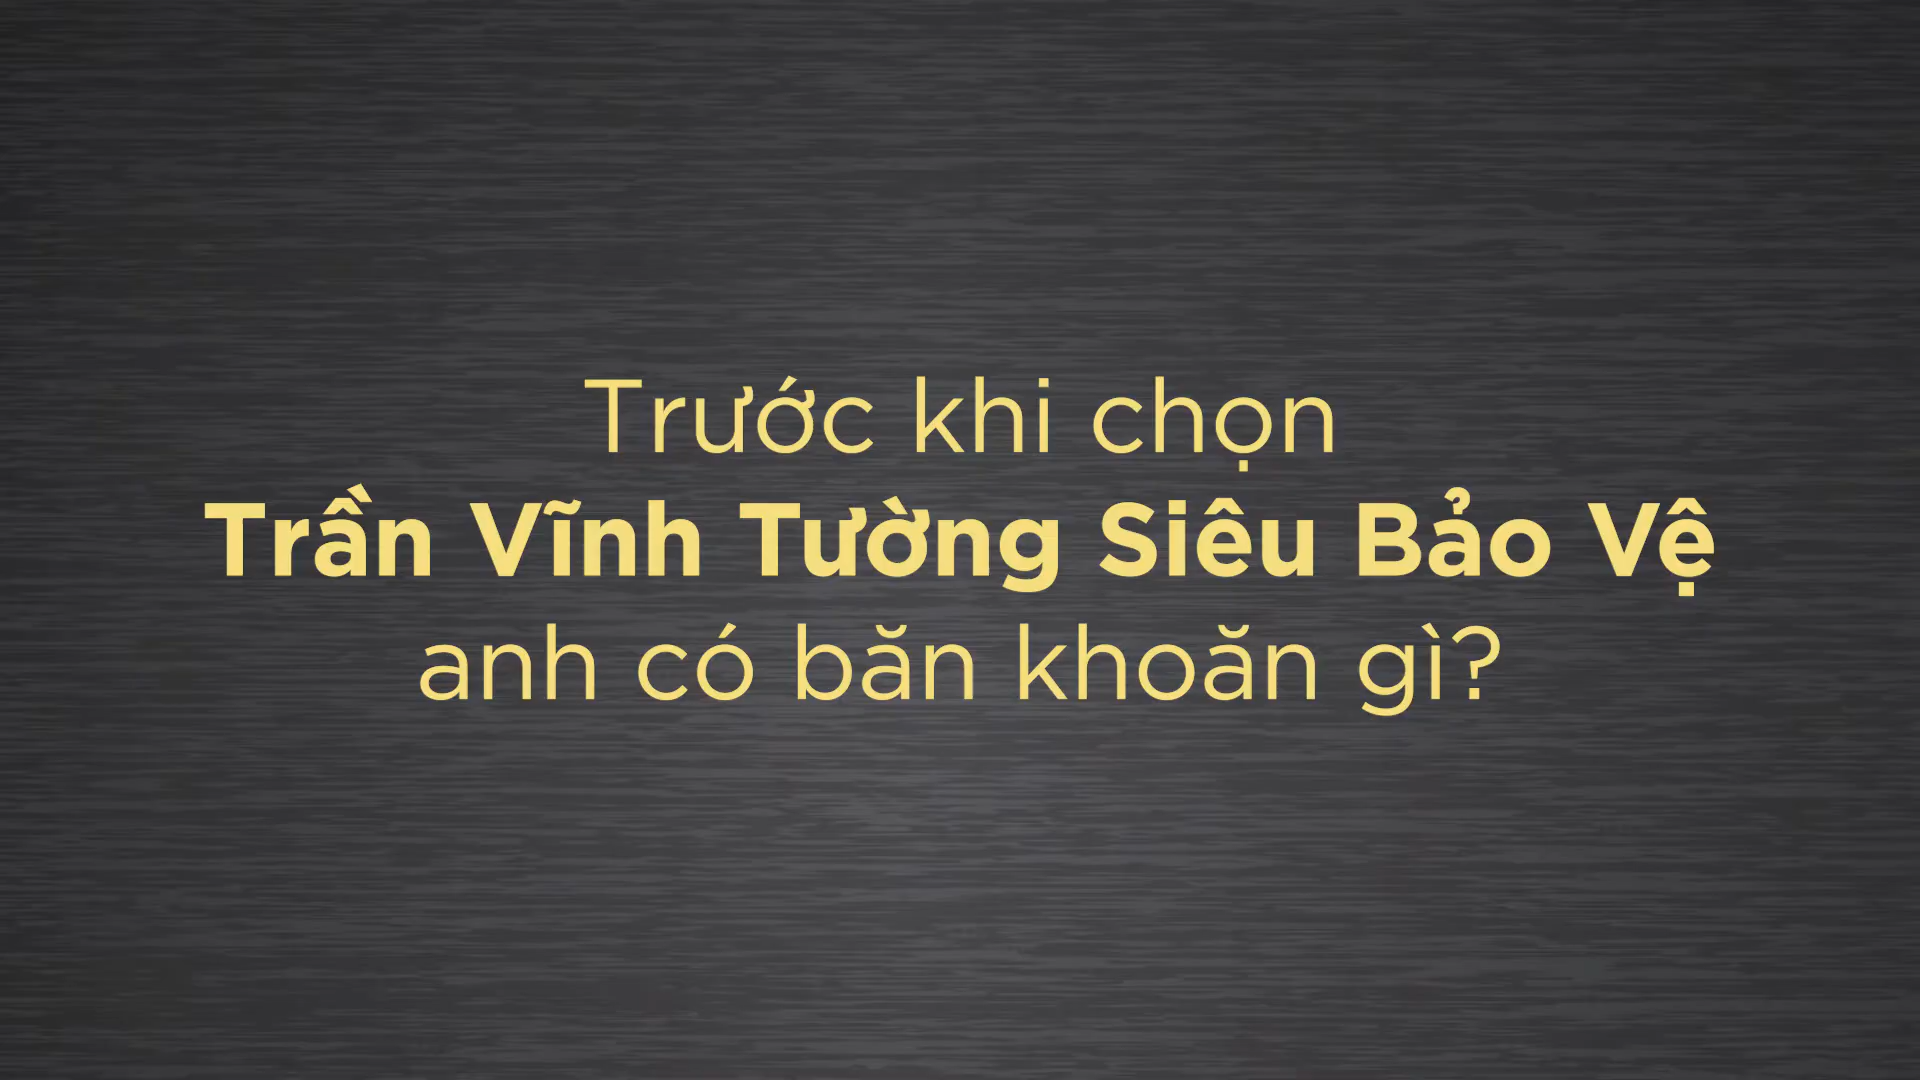 Trước khi chọn
Trần Vĩnh Tường Siêu Bảo Vệ
anh có băn khoăn gì?